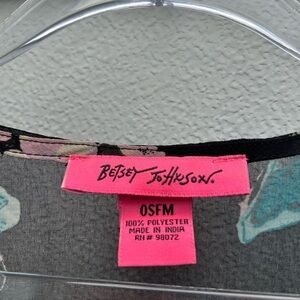 BETSEY JOHNSON.
OSFM
100% POLYESTER
MADE IN INDIA
RN# 98072